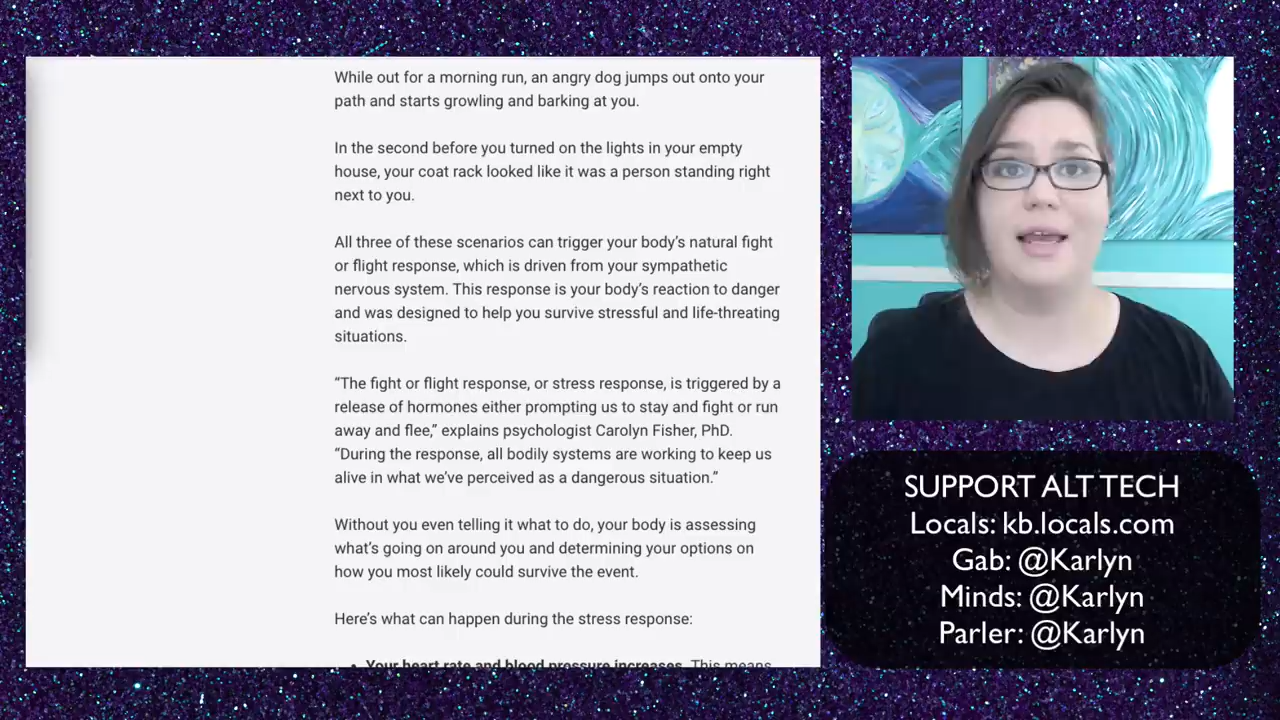 While out for a morning run, an angry dog jumps out onto your
path and starts growling and barking at you.
In the second before you turned on the lights in your empty
house, your coat rack looked like it was a person standing right
next to you.
All three of these scenarios can trigger your body’s natural fight
or flight response, which is driven from your sympathetic
nervous system. This response is your body’s reaction to danger
and was designed to help you survive stressful and life-threating
situations.
“The fight or flight response, or stress response, is triggered by a
release of hormones either prompting us to stay and fight or run
away and flee,” explains psychologist Carolyn Fisher, PhD.
“During the response, all bodily systems are working to keep us
alive in what we’ve perceived as a dangerous situation.”
Without you even telling it what to do, your body is assessing
what’s going on around you and determining your options on
how you most likely could survive the event.
Here’s what can happen during the stress response:
• Your heart rate and blood pressure increases. This means
SUPPORT ALT TECH
Locals: kb.locals.com
Gab: @Karlyn
Minds: @Karlyn
Parler: @Karlyn